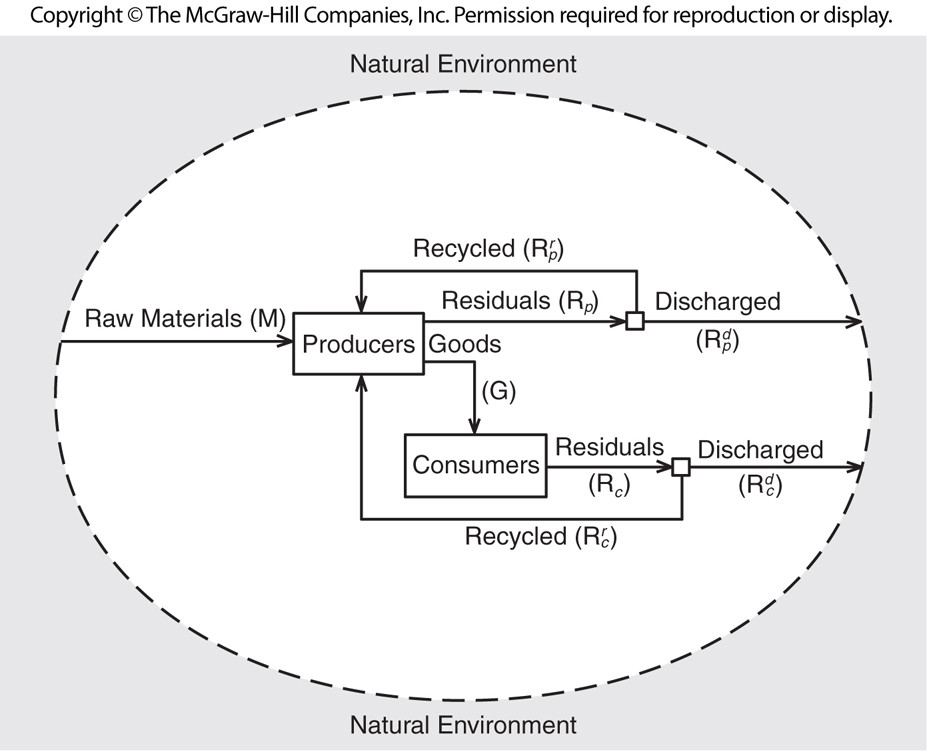 Copyright © The McGraw-Hill Companies, Inc. Permission required for reproduction or display.
Natural Environment
Recycled (Rʳₚ)
Residuals (Rₚ)
Discharged
(Rᵈₚ)
Raw Materials (M)
Producers
Goods
(G)
Consumers
Residuals
(R꜀)
Discharged
(Rᵈ꜀)
Recycled (Rʳ꜀)
Natural Environment